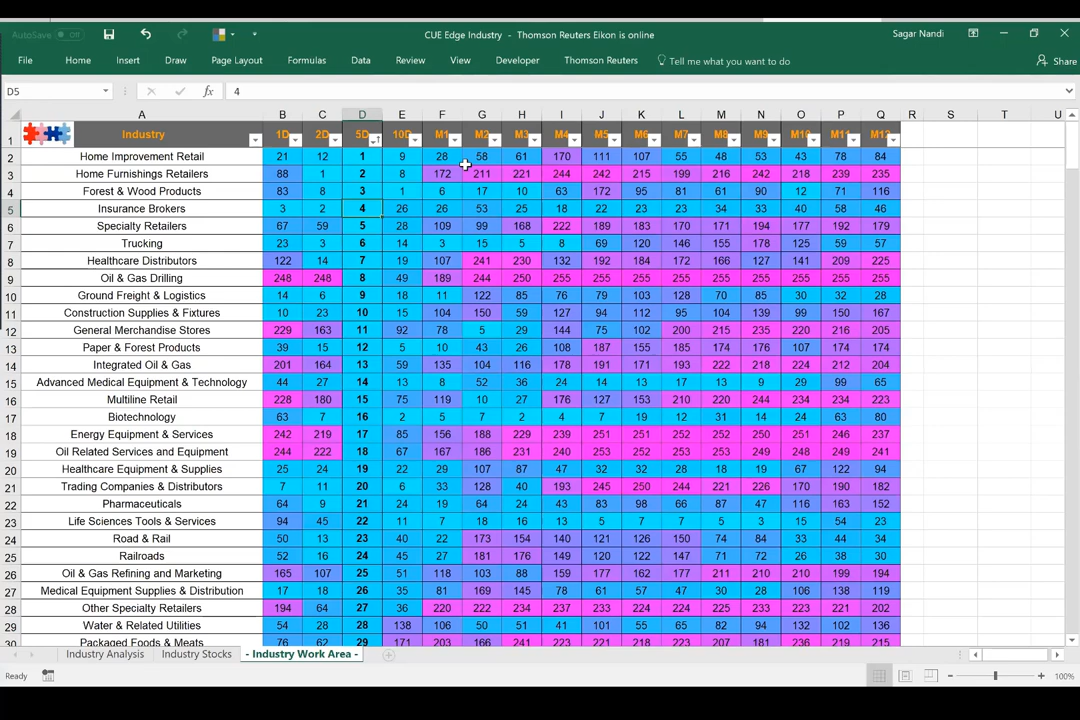 AutoSave Off
CUE Edge Industry - Thomson Reuters Eikon is online
Sagar Nandi
File Home Insert Draw Page Layout Formulas Data Review View Developer Thomson Reuters Tell me what you want to do Share
D5 fx 4
A B C D E F G H I J K L M N O P Q R S T U
1 Industry 1D 2D 5D 10D M1 M2 M3 M4 M5 M6 M7 M8 M9 M10 M11 M12
2 Home Improvement Retail 21 12 1 9 28 58 61 170 111 107 55 48 53 43 78 84
3 Home Furnishings Retailers 88 1 2 8 172 211 221 244 242 215 199 216 242 218 239 235
4 Forest & Wood Products 83 8 3 1 6 17 10 63 172 95 81 61 90 12 71 116
5 Insurance Brokers 3 2 4 26 26 53 25 18 22 23 23 34 33 40 58 46
6 Specialty Retailers 67 59 5 28 109 99 168 222 189 183 170 171 194 177 192 179
7 Trucking 23 3 6 14 3 15 5 8 69 120 146 155 178 125 59 57
8 Healthcare Distributors 122 14 7 19 107 241 230 132 192 184 172 166 127 141 209 225
9 Oil & Gas Drilling 248 248 8 49 189 244 250 255 255 255 255 255 255 255 255 255
10 Ground Freight & Logistics 14 6 9 18 11 122 85 76 79 103 128 70 85 30 32 28
11 Construction Supplies & Fixtures 10 23 10 15 104 150 59 127 94 112 95 104 139 99 150 167
12 General Merchandise Stores 229 163 11 92 78 5 29 144 75 102 200 215 235 220 216 205
13 Paper & Forest Products 39 15 12 5 10 43 26 108 187 155 185 174 176 107 174 174
14 Integrated Oil & Gas 201 164 13 59 135 104 116 178 191 171 193 222 218 224 212 204
15 Advanced Medical Equipment & Technology 44 27 14 13 8 52 36 24 14 13 17 13 9 29 99 65
16 Multiline Retail 228 180 15 75 119 10 27 176 127 153 210 220 244 234 234 223
17 Biotechnology 63 7 16 2 5 7 2 4 7 19 12 31 14 24 63 80
18 Energy Equipment & Services 242 219 17 85 156 188 229 239 251 251 252 252 250 251 246 237
19 Oil Related Services and Equipment 244 222 18 67 167 186 231 240 253 252 253 253 249 248 249 241
20 Healthcare Equipment & Supplies 25 24 19 22 29 107 87 47 32 32 28 18 19 67 122 94
21 Trading Companies & Distributors 7 11 20 6 33 128 40 193 245 250 244 221 226 170 190 182
22 Pharmaceuticals 64 9 21 24 19 64 24 43 83 98 66 87 47 116 163 152
23 Life Sciences Tools & Services 94 45 22 11 7 18 16 13 5 7 7 5 3 15 54 23
24 Road & Rail 50 13 23 40 22 173 154 140 121 126 150 74 84 33 44 34
25 Railroads 52 16 24 45 27 181 176 149 120 122 147 71 72 26 38 30
26 Oil & Gas Refining and Marketing 165 107 25 51 118 103 88 159 177 162 177 211 210 210 199 194
27 Medical Equipment Supplies & Distribution 17 18 26 35 81 169 145 78 61 57 47 30 28 106 138 119
28 Other Specialty Retailers 194 64 27 36 220 222 234 237 233 224 224 225 233 223 221 202
29 Water & Related Utilities 54 28 28 138 106 50 51 41 101 55 65 82 94 132 102 136
30 Packaged Foods & Meats 76 62 29 171 203 166 241 223 221 218 223 207 181 236 219 215
Industry Analysis Industry Stocks - Industry Work Area -
Ready 100%